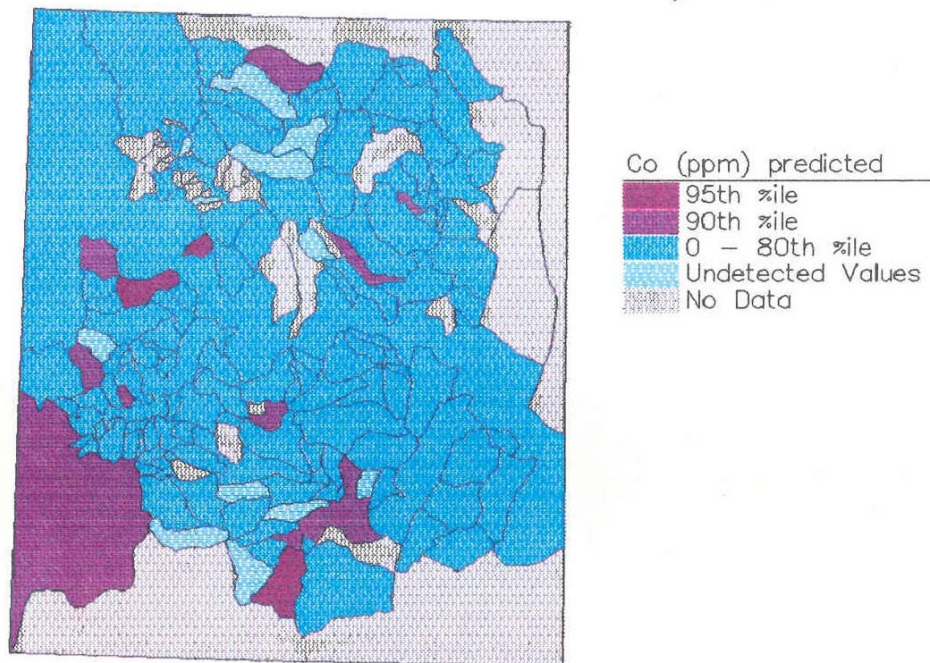 Co (ppm) predicted
95th %ile
90th %ile
0 - 80th %ile
Undetected Values
No Data